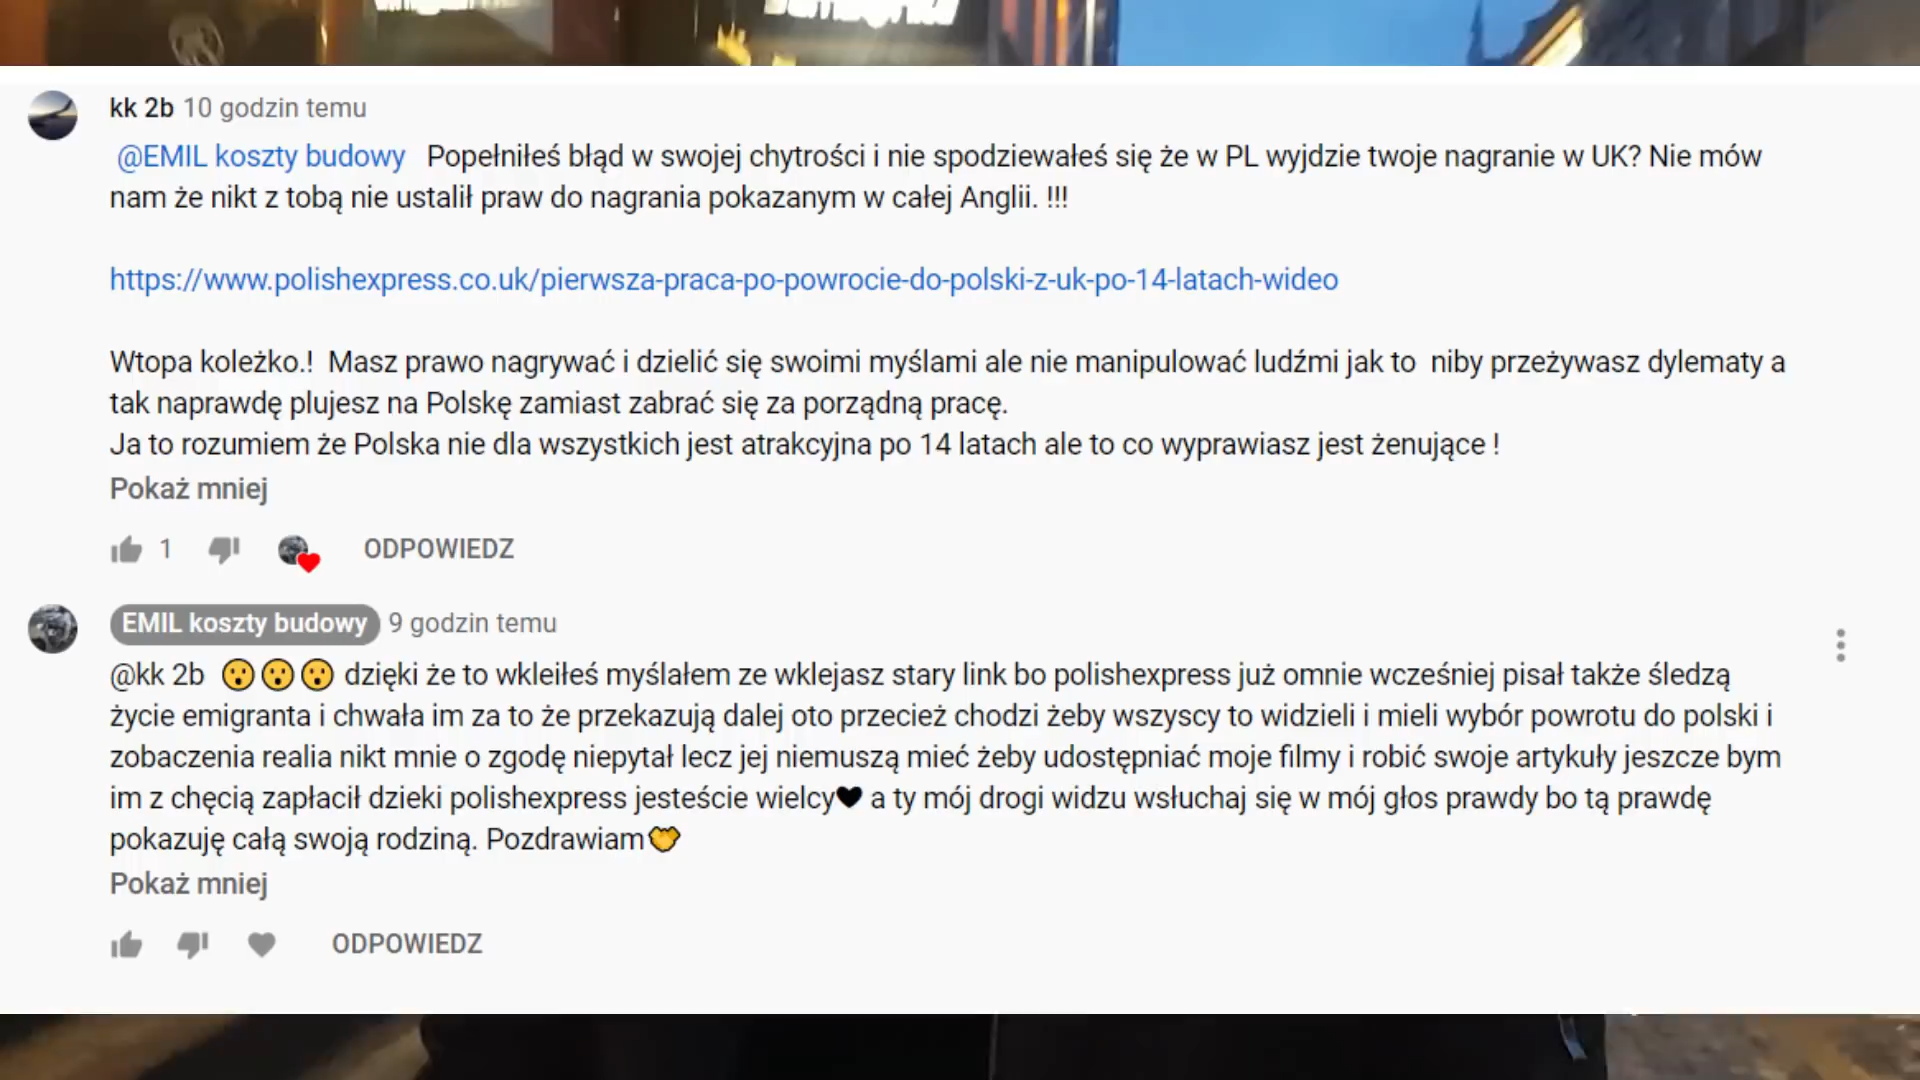 kk 2b 10 godzin temu
@EMIL koszty budowy Popełniłeś błąd w swojej chytrości i nie spodziewałeś się że w PL wyjdzie twoje nagranie w UK? Nie mów
nam że nikt z tobą nie ustalił praw do nagrania pokazanym w całej Anglii. !!!
https://www.polishexpress.co.uk/pierwsza-praca-po-powrocie-do-polski-z-uk-po-14-latach-wideo
Wtopa koleżko.! Masz prawo nagrywać i dzielić się swoimi myślami ale nie manipulować ludźmi jak to niby przeżywasz dylematy a
tak naprawdę plujesz na Polskę zamiast zabrać się za porządną pracę.
Ja to rozumiem że Polska nie dla wszystkich jest atrakcyjna po 14 latach ale to co wyprawiasz jest żenujące !
Pokaż mniej
1 ODPOWIEDZ
EMIL koszty budowy 9 godzin temu
@kk 2b 😮😮😮 dzięki że to wkleiłeś myślałem ze wklejasz stary link bo polishexpress już omnie wcześniej pisał także śledzą
życie emigranta i chwała im za to że przekazują dalej oto przecież chodzi żeby wszyscy to widzieli i mieli wybór powrotu do polski i
zobaczenia realia nikt mnie o zgodę niepytał lecz jej niemuszą mieć żeby udostępniać moje filmy i robić swoje artykuły jeszcze bym
im z chęcią zapłacił dzieki polishexpress jesteście wielcy🖤 a ty mój drogi widzu wsłuchaj się w mój głos prawdy bo tą prawdę
pokazuję całą swoją rodziną. Pozdrawiam🤝
Pokaż mniej
ODPOWIEDZ